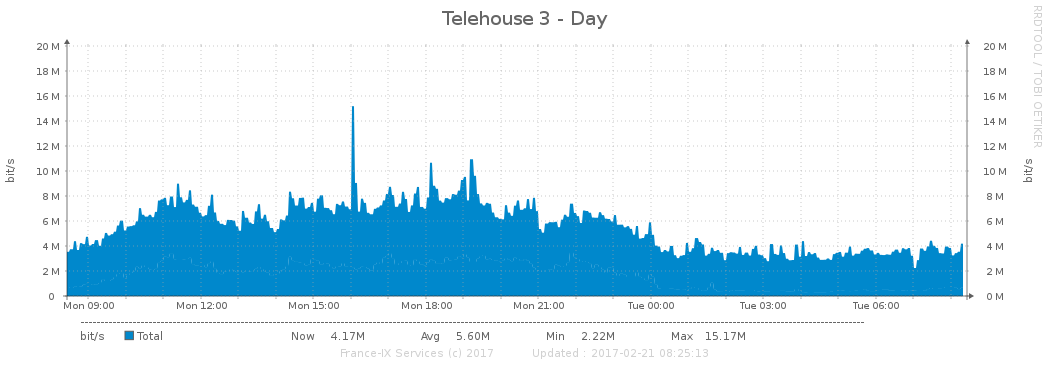 Telehouse 3 - Day
RRDTOOL / TOBI OETIKER
bit/s
20 M 20 M
18 M 18 M
16 M 16 M
14 M 14 M
12 M 12 M
10 M 10 M
8 M 8 M
6 M 6 M
4 M 4 M
2 M 2 M
0 0 M
bit/s
Mon 09:00 Mon 12:00 Mon 15:00 Mon 18:00 Mon 21:00 Tue 00:00 Tue 03:00 Tue 06:00
bit/s Total Now 4.17M Avg 5.60M Min 2.22M Max 15.17M
France-IX Services (c) 2017 Updated : 2017-02-21 08:25:13